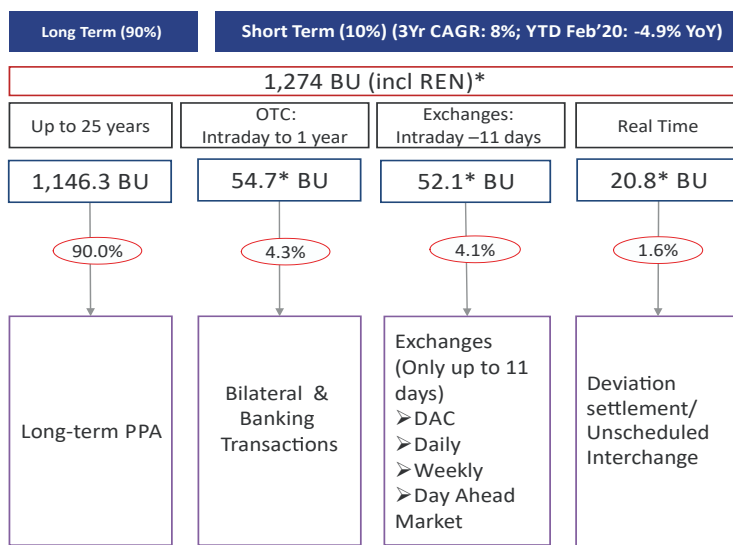 Long Term (90%)
Short Term (10%) (3Yr CAGR: 8%; YTD Feb’20: -4.9% YoY)
1,274 BU (incl REN)*
Up to 25 years
OTC:
Intraday to 1 year
Exchanges:
Intraday –11 days
Real Time
1,146.3 BU
54.7* BU
52.1* BU
20.8* BU
90.0%
4.3%
4.1%
1.6%
Long-term PPA
Bilateral &
Banking
Transactions
Exchanges
(Only up to 11
days)
➢DAC
➢Daily
➢Weekly
➢Day Ahead
Market
Deviation
settlement/
Unscheduled
Interchange